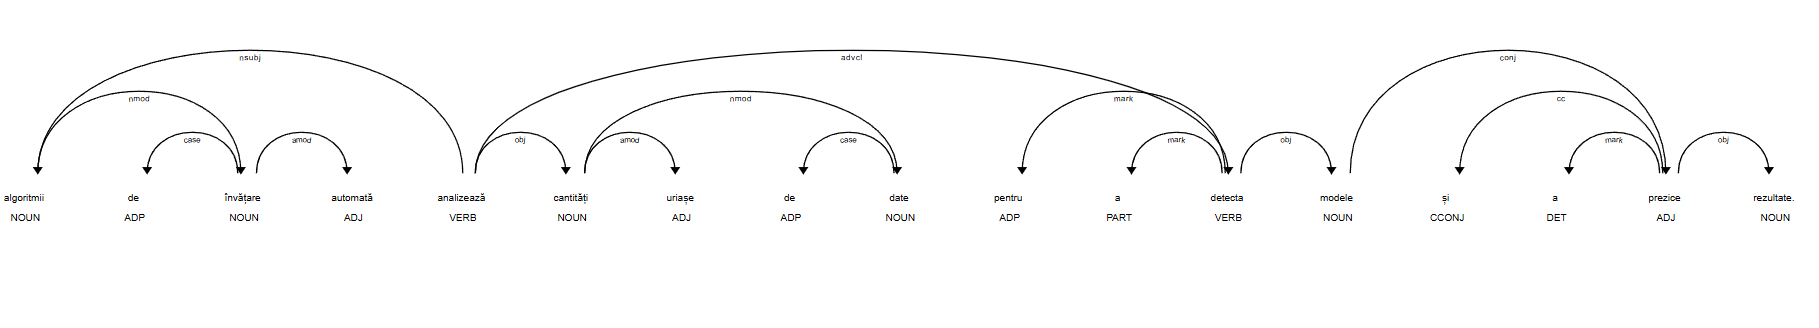 nsubj advcl conj
nmod nmod mark cc
case amod obj amod case mark obj mark obj
algoritmii de învățare automată analizează cantități uriașe de date pentru a detecta modele și a prezice rezultate.
NOUN ADP NOUN ADJ VERB NOUN ADJ ADP NOUN ADP PART VERB NOUN CCONJ DET ADJ NOUN